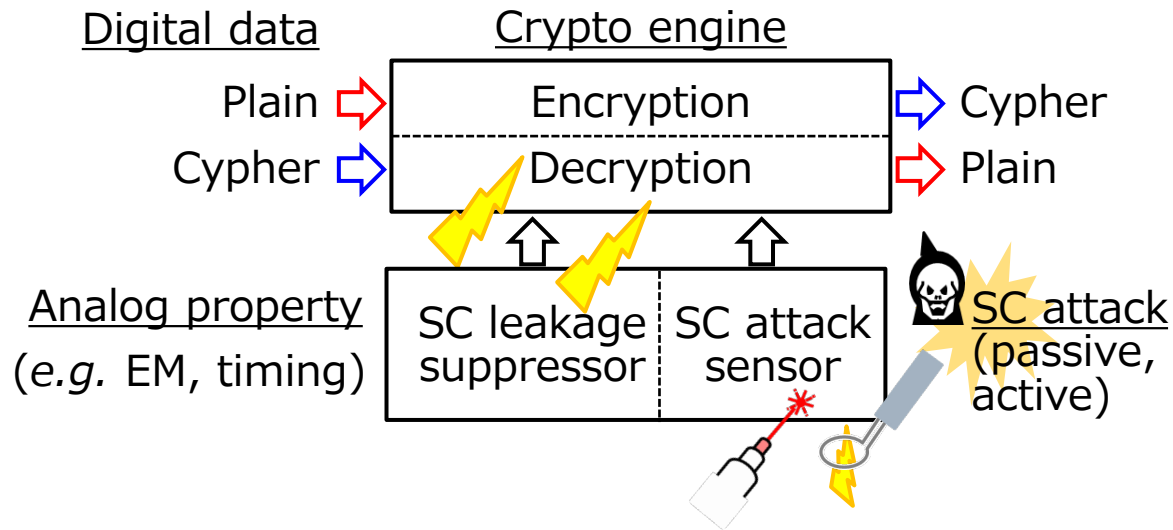 Digital data
Crypto engine
Plain
Encryption
Cypher
Cypher
Decryption
Plain
Analog property
(e.g. EM, timing)
SC leakage
suppressor
SC attack
sensor
SC attack
(passive,
active)